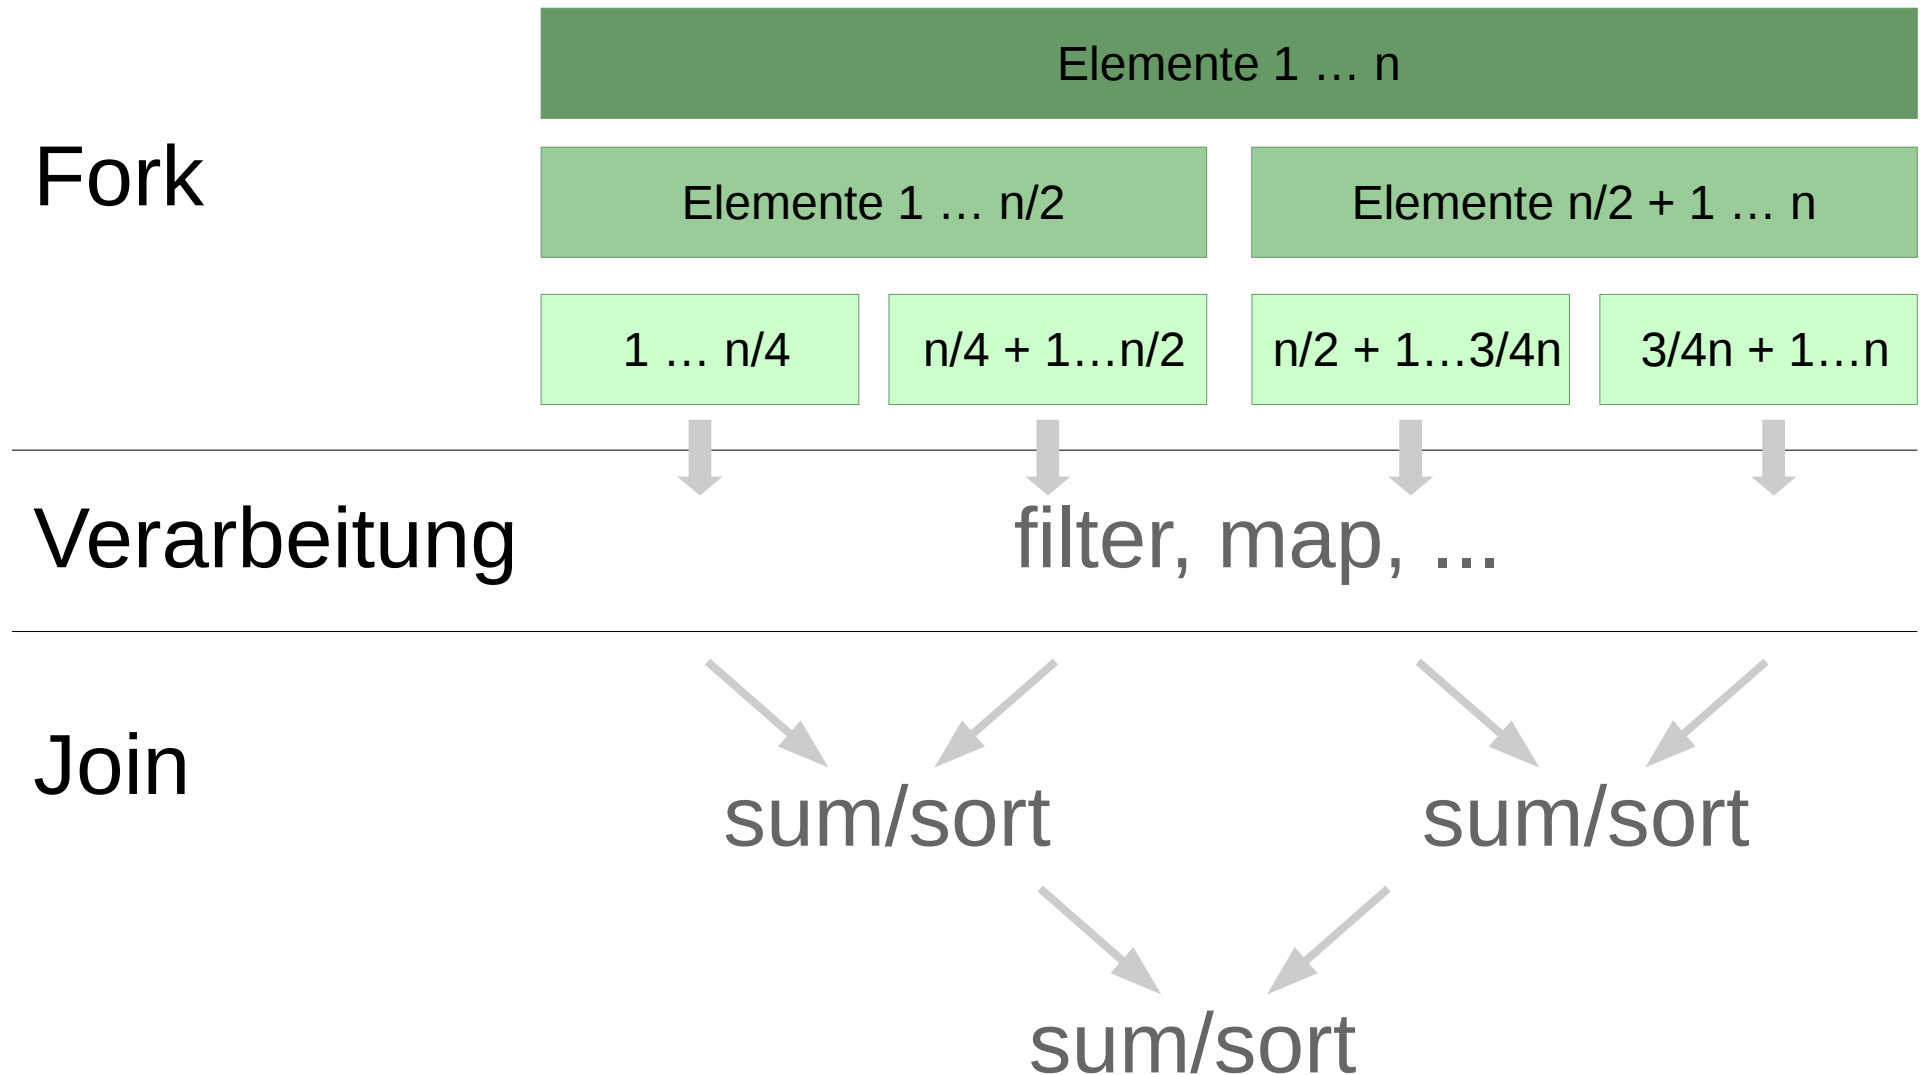 Elemente 1 … n
Fork
Elemente 1 … n/2
Elemente n/2 + 1 … n
1 … n/4
n/4 + 1…n/2
n/2 + 1…3/4n
3/4n + 1…n
Verarbeitung
filter, map, ...
Join
sum/sort
sum/sort
sum/sort